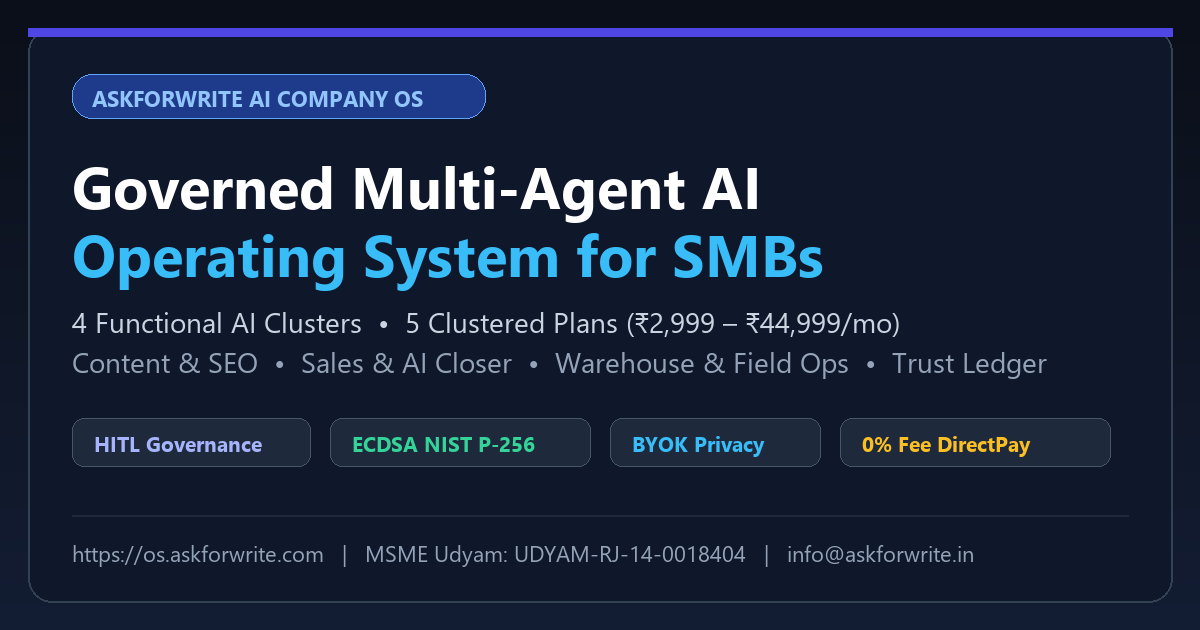 ASKFORWRITE AI COMPANY OS
Governed Multi-Agent AI
Operating System for SMBs
4 Functional AI Clusters • 5 Clustered Plans (₹2,999 – ₹44,999/mo)
Content & SEO • Sales & AI Closer • Warehouse & Field Ops • Trust Ledger
HITL Governance ECDSA NIST P-256 BYOK Privacy 0% Fee DirectPay
https://os.askforwrite.com | MSME Udyam: UDYAM-RJ-14-0018404 | info@askforwrite.in